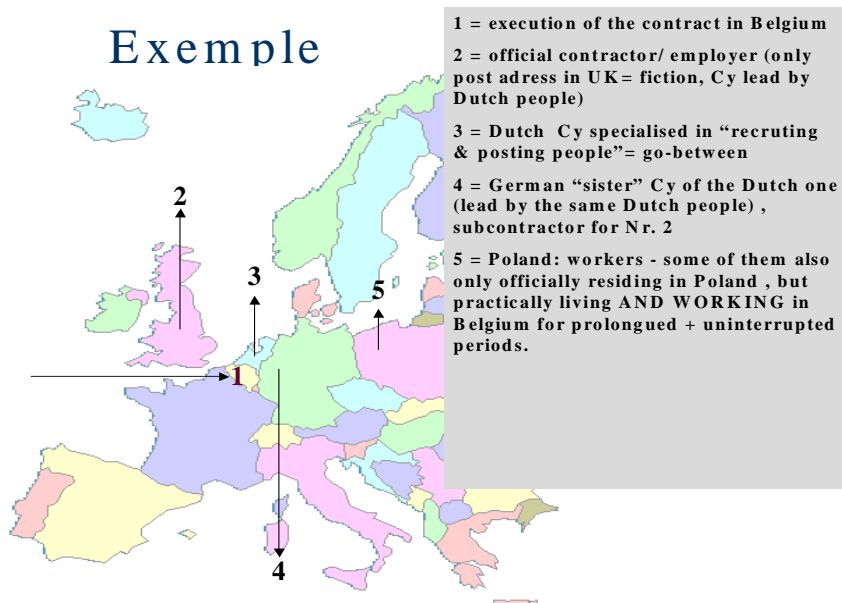 Exemple
1 = execution of the contract in Belgium
2 = official contractor/ employer (only
post adress in UK= fiction, Cy lead by
Dutch people)
3 = Dutch Cy specialised in “recruting
& posting people”= go-between
4 = German “sister” Cy of the Dutch one
(lead by the same Dutch people) ,
subcontractor for Nr. 2
5 = Poland: workers - some of them also
only officially residing in Poland , but
practically living AND WORKING in
Belgium for prolongued + uninterrupted
periods.
2
3
5
1
4